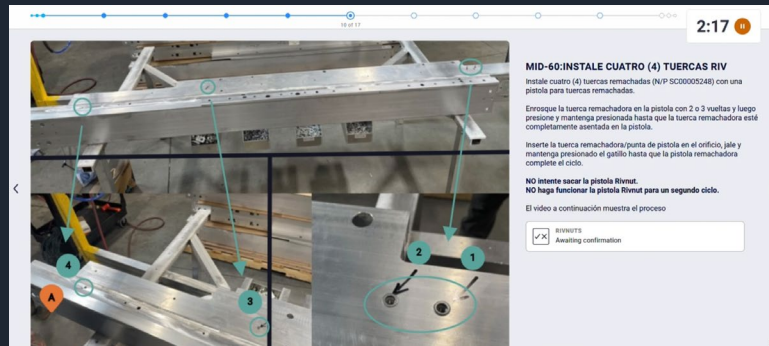 10 of 17
2:17
MID-60:INSTALE CUATRO (4) TUERCAS RIV
Instale cuatro (4) tuercas remachadas (N/P SC00005248) con una
pistola para tuercas remachadas.
Enrosque la tuerca remachadora en la pistola con 2 o 3 vueltas y luego
presione y mantenga presionada hasta que la tuerca remachadora esté
completamente asentada en la pistola.
Inserte la tuerca remachadora/punta de pistola en el orificio, jale y
mantenga presionado el gatillo hasta que la pistola remachadora
complete el ciclo.
NO intente sacar la pistola Rivnut.
NO haga funcionar la pistola Rivnut para un segundo ciclo.
El video a continuación muestra el proceso
RIVNUTS
Awaiting confirmation
4
A
3
2
1